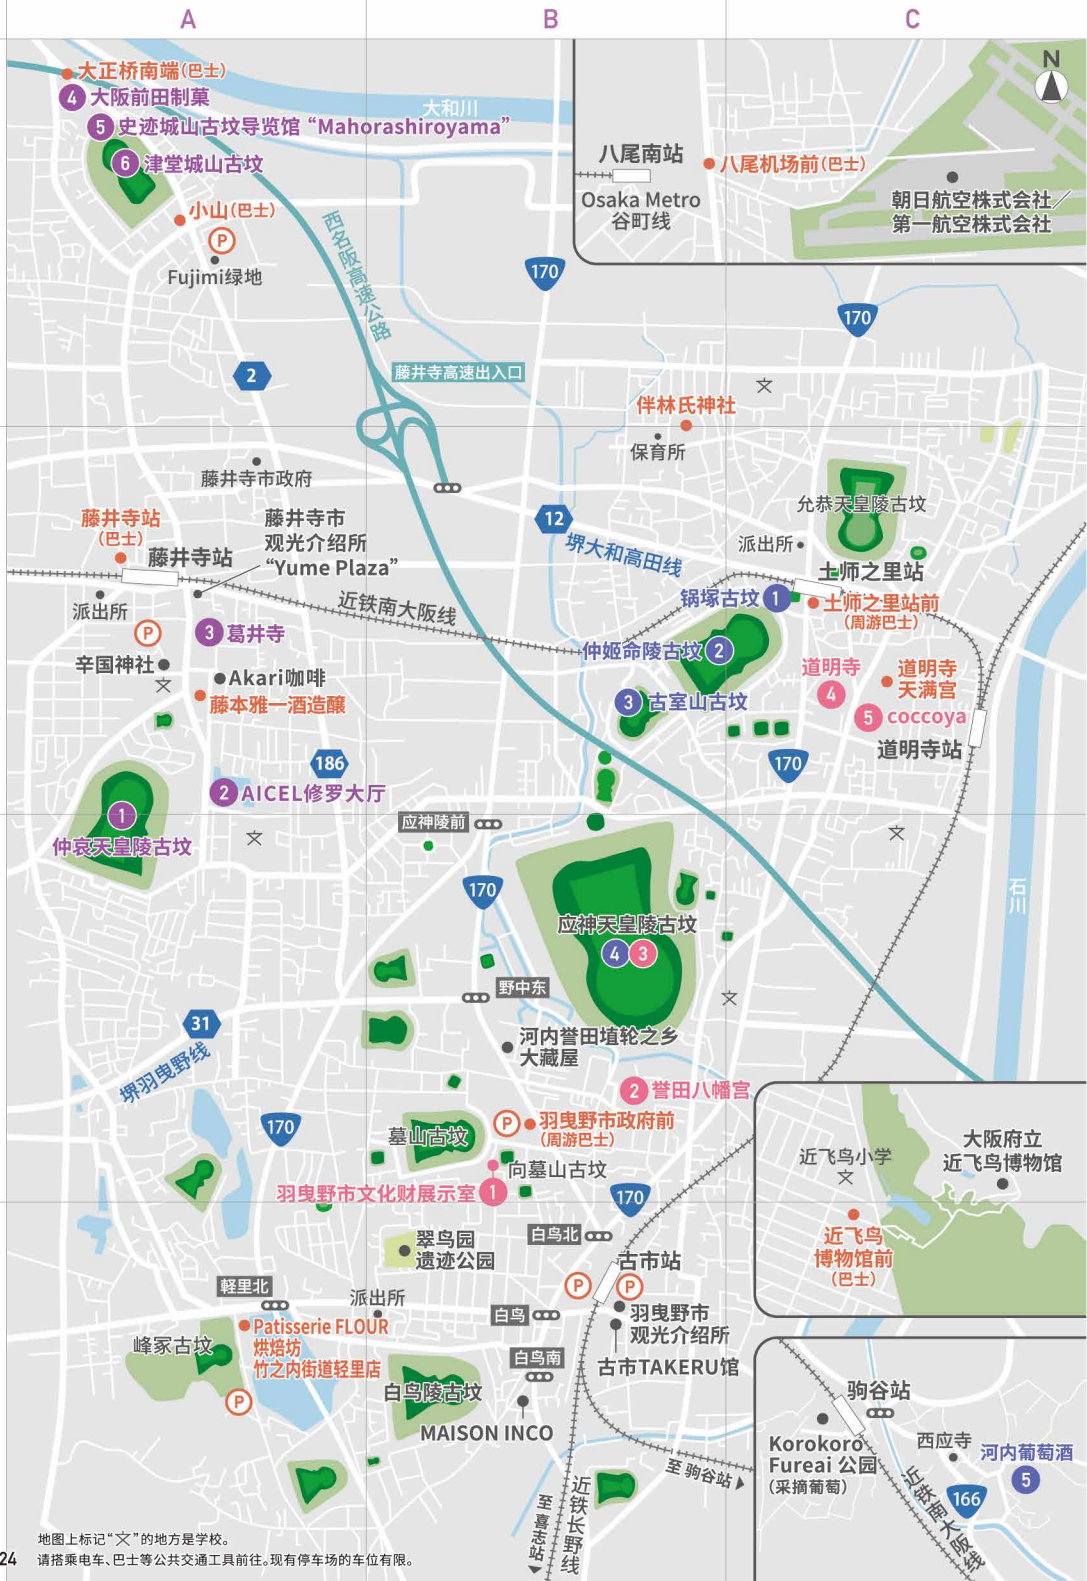 A
B
C
大正桥南端(巴士)
4 大阪前田制菓
5 史迹城山古坟导览馆 “Mahorashiroyama”
6 津堂城山古坟
小山(巴士)
P
Fujimi绿地
大和川
西名阪高速公路
170
八尾南站
Osaka Metro
谷町线
八尾机场前(巴士)
N
朝日航空株式会社／
第一航空株式会社
170
2
藤井寺高速出入口
伴林氏神社
保育所
文
藤井寺市政府
藤井寺站
(巴士)
藤井寺站
藤井寺市
观光介绍所
“Yume Plaza”
12
堺大和高田线
允恭天皇陵古坟
派出所
土师之里站
土师之里站前
(周游巴士)
锅塚古坟 1
近铁南大阪线
派出所
P
3 葛井寺
辛国神社
文
Akari咖啡
藤本雅一酒造醸
仲姬命陵古坟 2
3 古室山古坟
道明寺
4
道明寺
天满宫
5 coccoya
道明寺站
186
170
2 AICEL修罗大厅
1
仲哀天皇陵古坟
文
应神陵前
文
石川
170
应神天皇陵古坟
4 3
野中东
文
31
堺羽曳野线
河内誉田埴轮之乡
大藏屋
2 誉田八幡宫
170
P
羽曳野市政府前
(周游巴士)
墓山古坟
向墓山古坟
羽曳野市文化财展示室 1
170
近飞鸟小学
文
大阪府立
近飞鸟博物馆
近飞鸟
博物馆前
(巴士)
白鸟北
翠鸟园
遗迹公园
古市站
P
P
軽里北
派出所
白鸟
羽曳野市
观光介绍所
Patisserie FLOUR
烘焙坊
竹之内街道轻里店
峰冢古坟
P
白鸟南
古市TAKERU馆
白鸟陵古坟
MAISON INCO
驹谷站
Korokoro
Fureai 公园
(采摘葡萄)
西应寺
河内葡萄酒
5
166
近铁南大阪线
至 驹谷站
至 喜志站
近铁长野线
地图上标记“文”的地方是学校。
24 请搭乘电车、巴士等公共交通工具前往。现有停车场的车位有限。